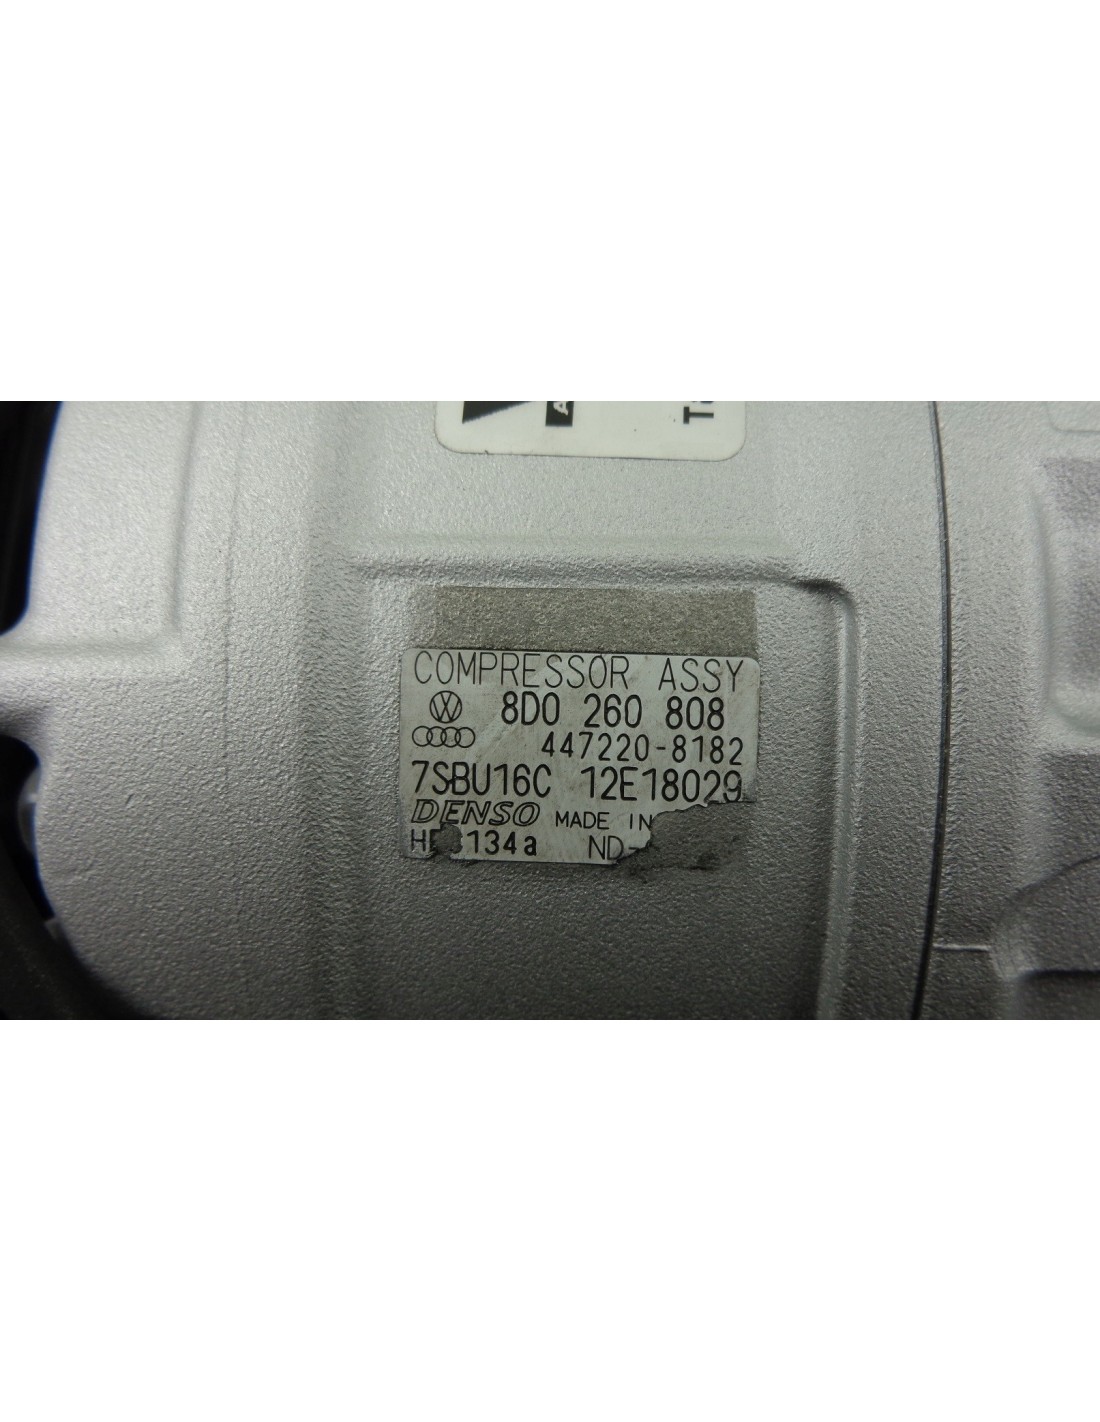 COMPRESSOR ASSY
8D0 260 808
447220-8182
7SBU16C 12E18029
DENSO MADE IN
134a ND-